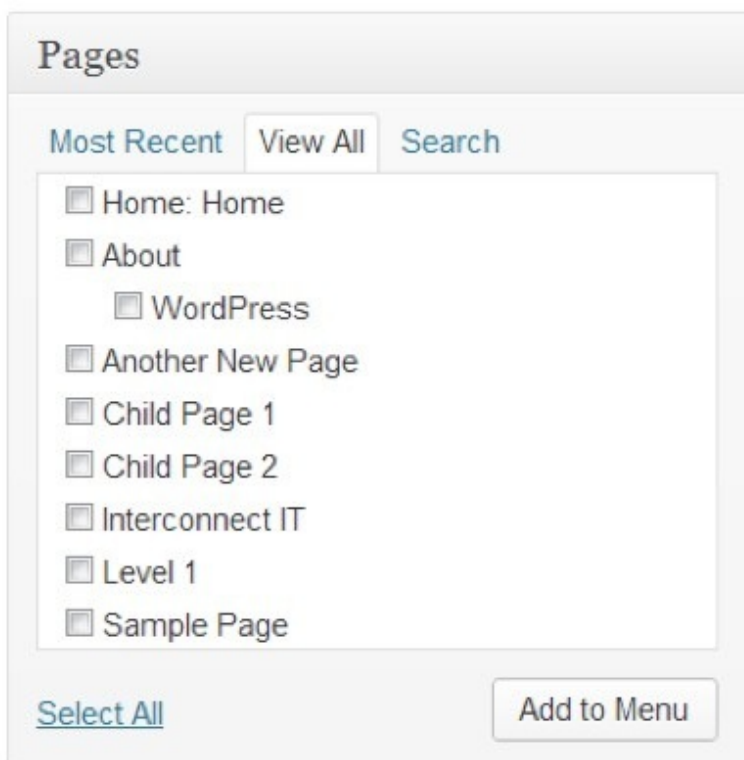 Pages
Most Recent View All Search
Home: Home
About
WordPress
Another New Page
Child Page 1
Child Page 2
Interconnect IT
Level 1
Sample Page
Select All Add to Menu